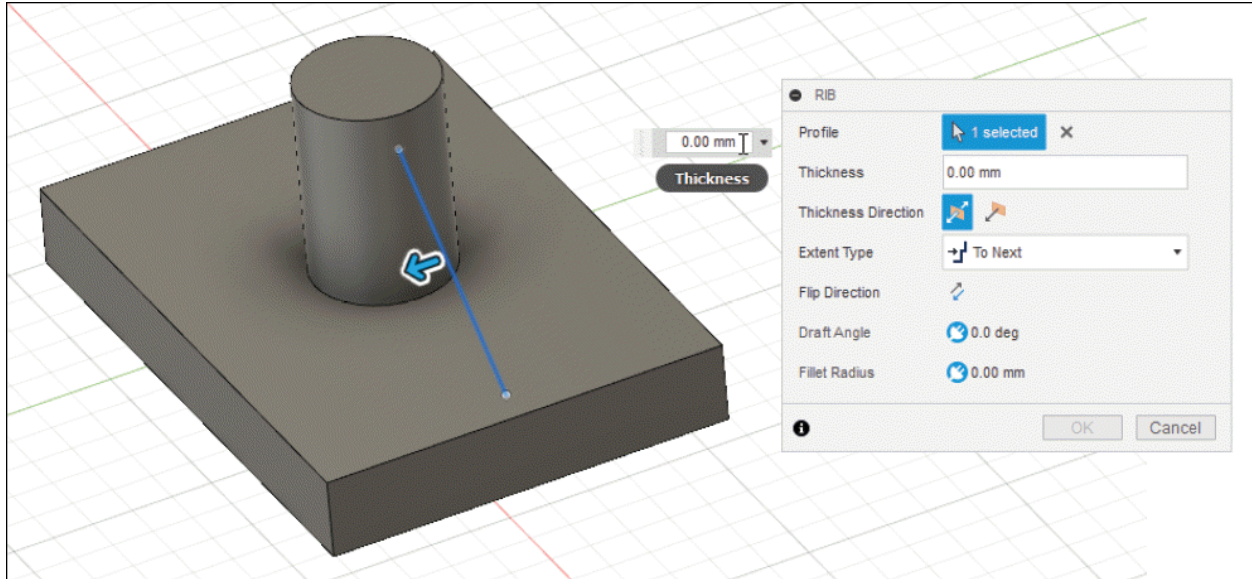 RIB
Profile 1 selected
0.00 mm
Thickness
Thickness 0.00 mm
Thickness Direction
Extent Type To Next
Flip Direction
Draft Angle 0.0 deg
Fillet Radius 0.00 mm
OK Cancel